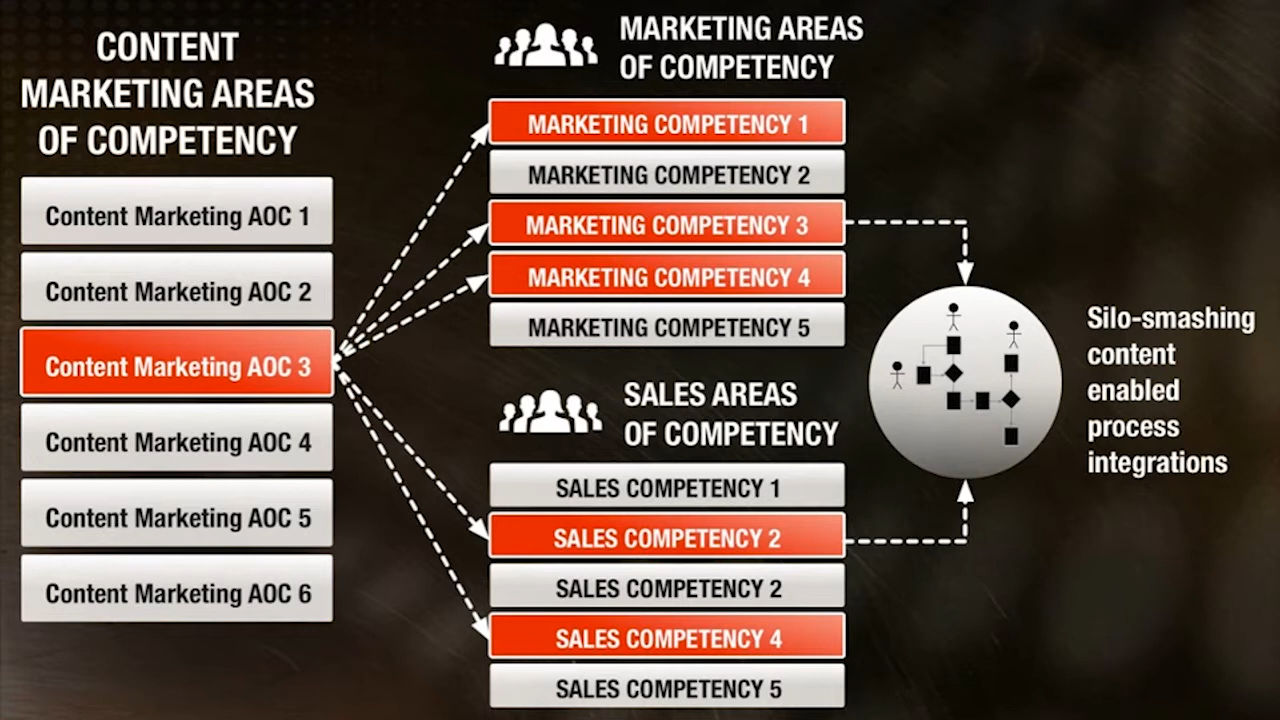 CONTENT
MARKETING AREAS
OF COMPETENCY
Content Marketing AOC 1
Content Marketing AOC 2
Content Marketing AOC 3
Content Marketing AOC 4
Content Marketing AOC 5
Content Marketing AOC 6
MARKETING AREAS
OF COMPETENCY
MARKETING COMPETENCY 1
MARKETING COMPETENCY 2
MARKETING COMPETENCY 3
MARKETING COMPETENCY 4
MARKETING COMPETENCY 5
SALES AREAS
OF COMPETENCY
SALES COMPETENCY 1
SALES COMPETENCY 2
SALES COMPETENCY 2
SALES COMPETENCY 4
SALES COMPETENCY 5
Silo-smashing
content
enabled
process
integrations